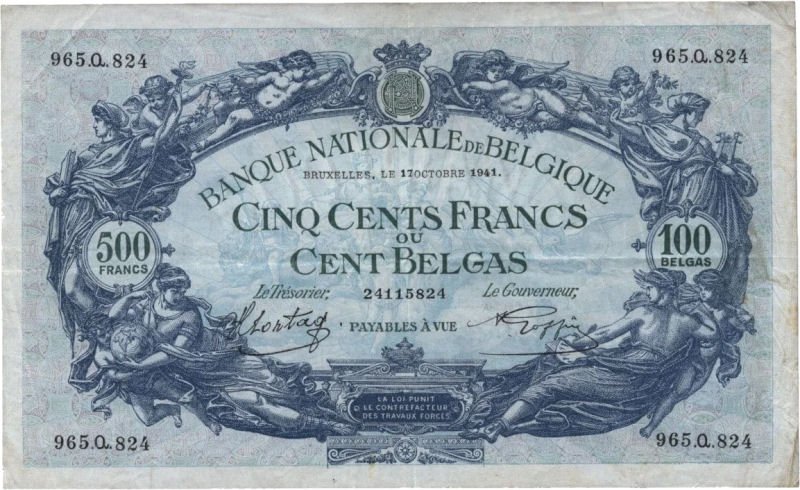 965.Q.824
965.Q.824
BANQUE NATIONALE DE BELGIQUE
BRUXELLES, LE 17 OCTOBRE 1941.
CINQ CENTS FRANCS
OU
CENT BELGAS
500
FRANCS
100
BELGAS
Le Trésorier,
24115824
Le Gouverneur,
PAYABLES À VUE
LA LOI PUNIT
LE CONTREFACTEUR
DES TRAVAUX FORCÉS
965.Q.824
965.Q.824